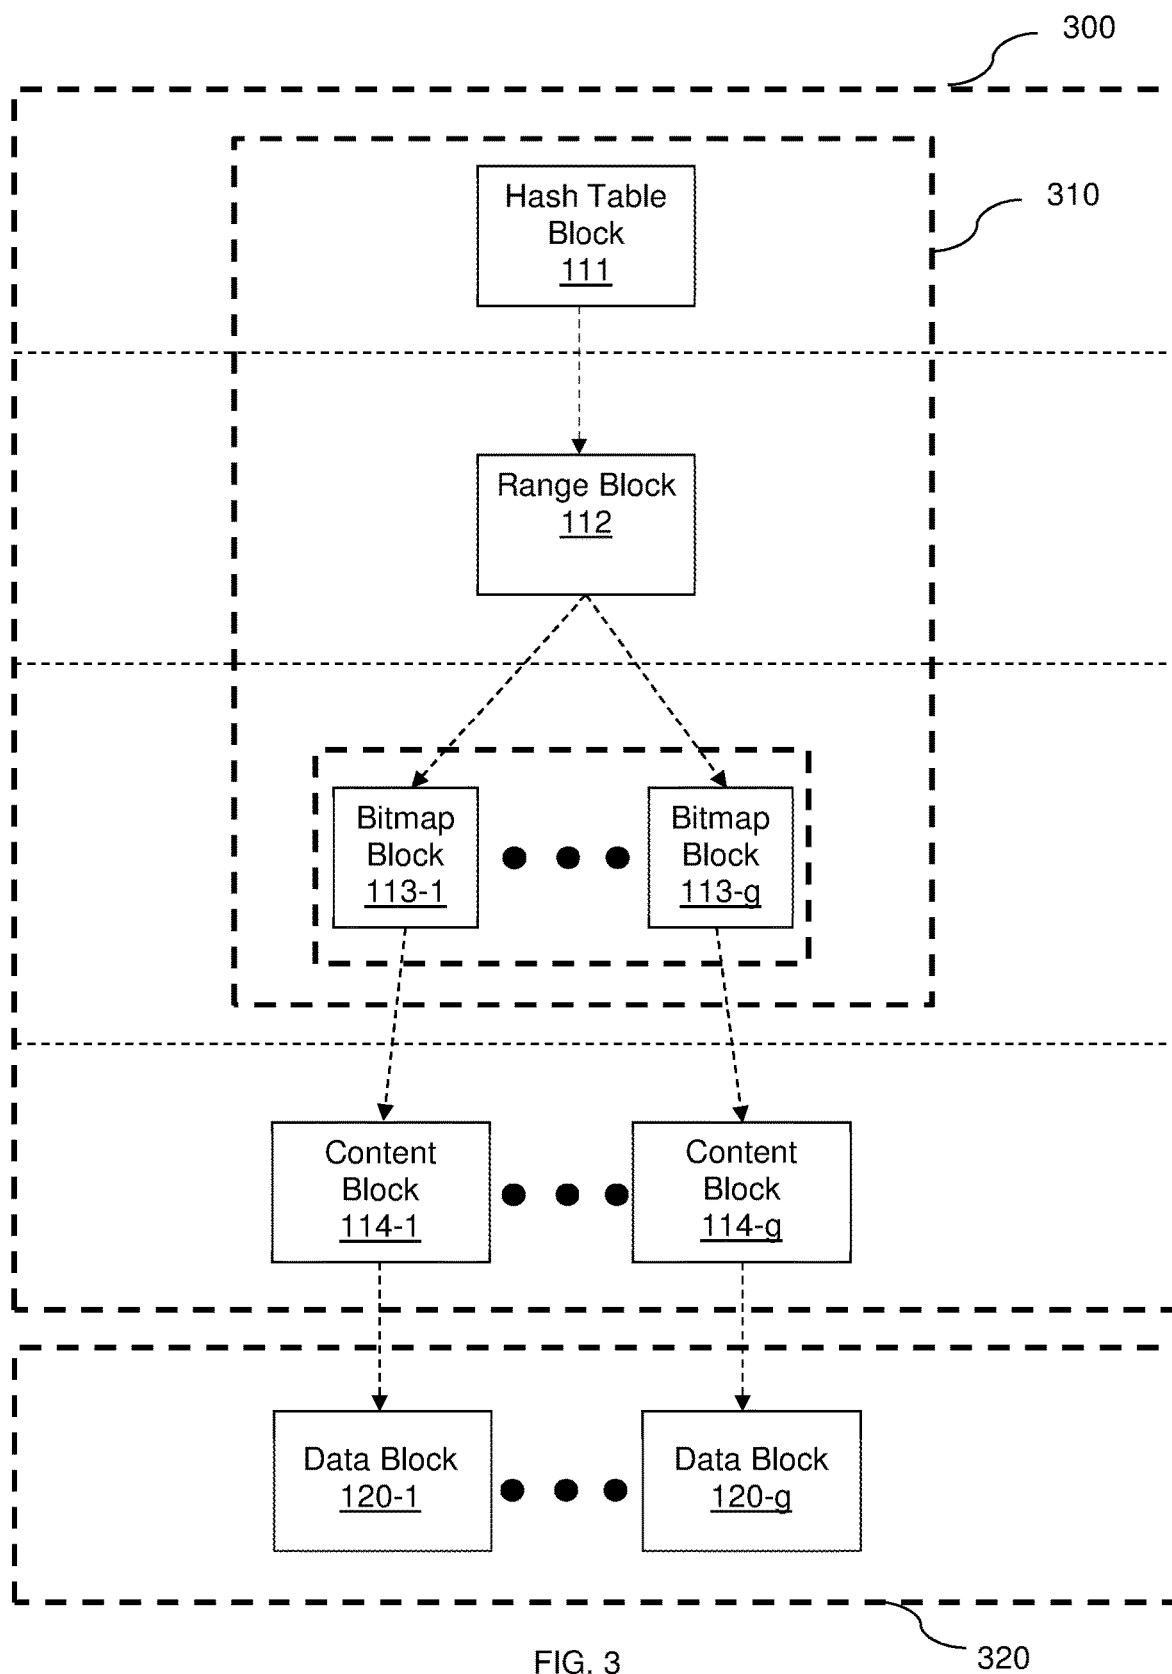 300
310
Hash Table
Block
111
Range Block
112
Bitmap
Block
113-1
Bitmap
Block
113-g
Content
Block
114-1
Content
Block
114-g
Data Block
120-1
Data Block
120-g
320
FIG. 3